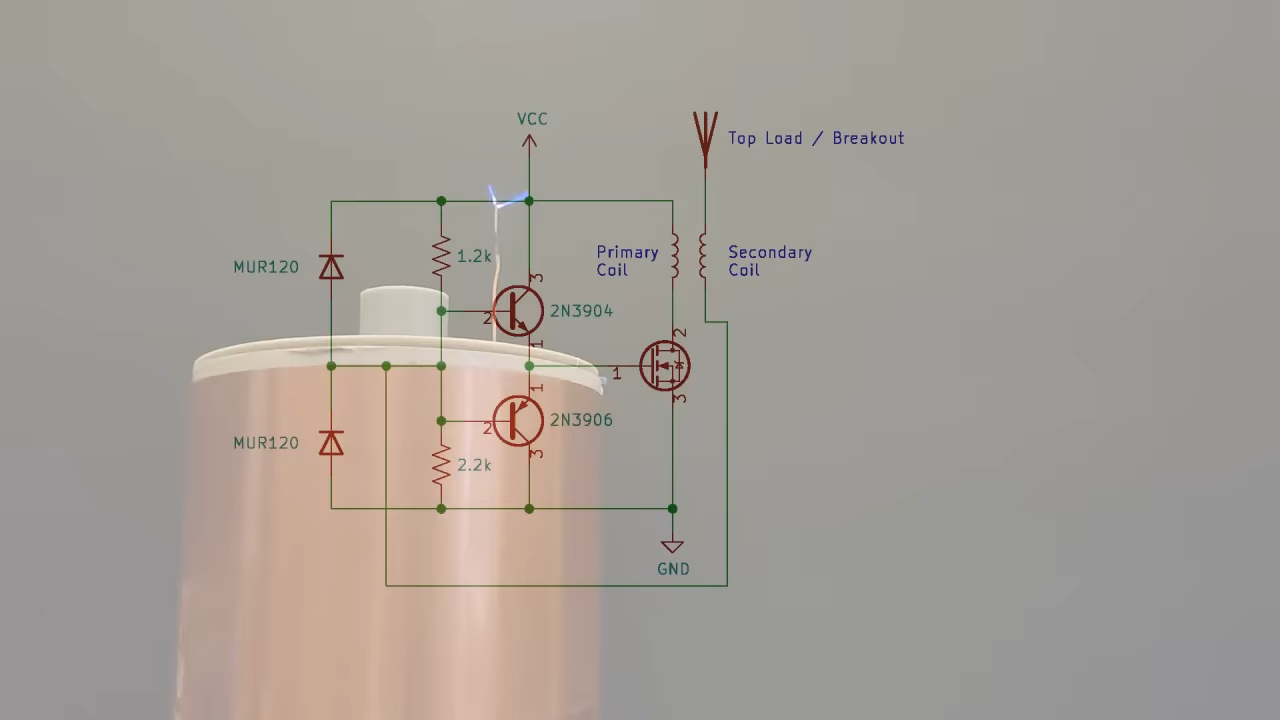 VCC
Top Load / Breakout
1.2k
Primary
Coil
Secondary
Coil
MUR120
3
2
2N3904
1
2
1
3
1
2N3906
2
MUR120
3
2.2k
GND